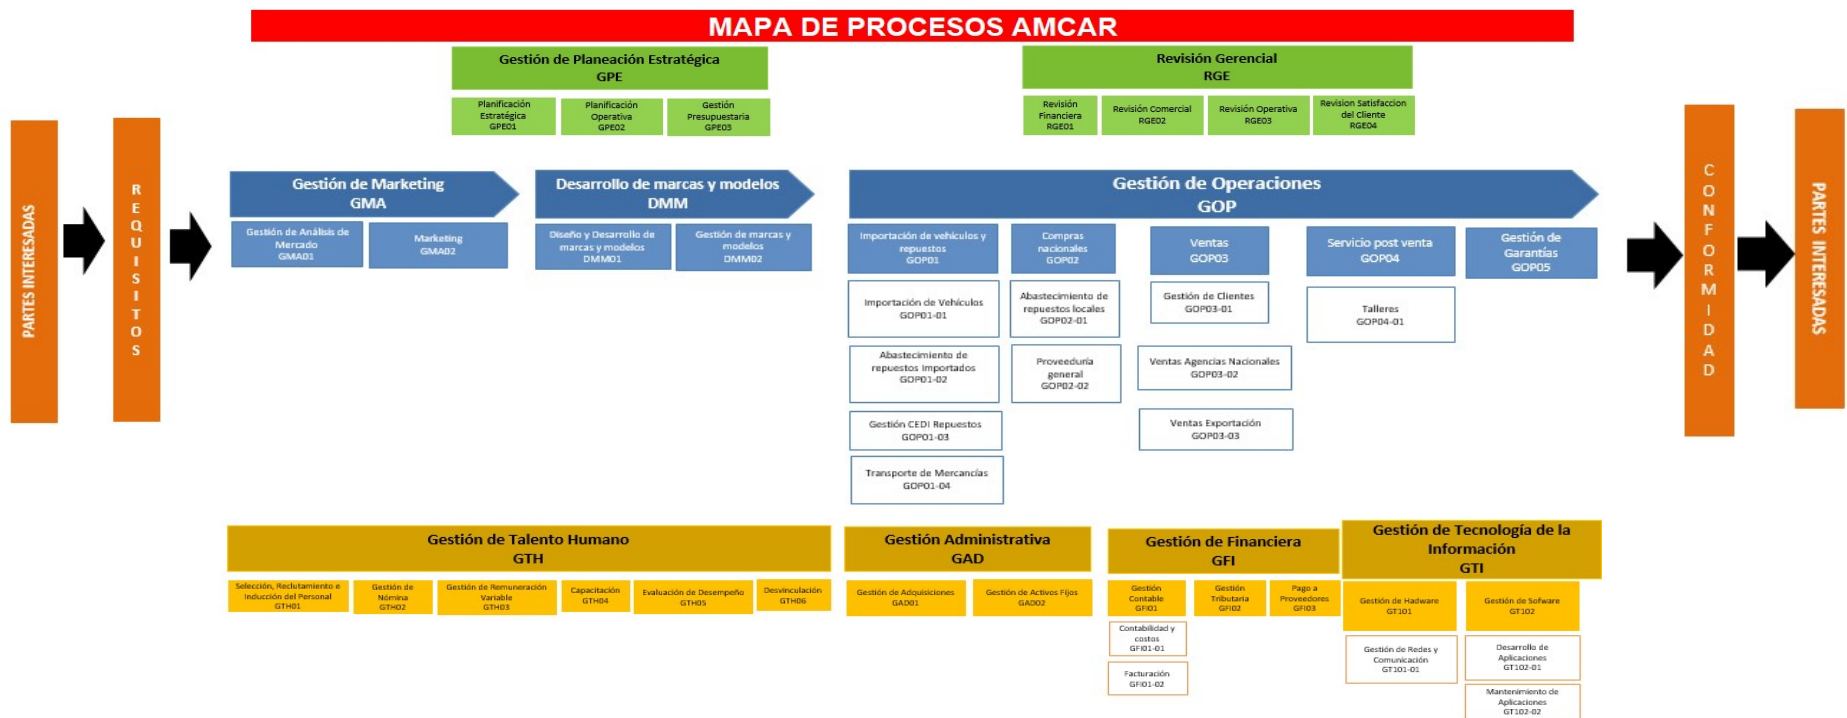 MAPA DE PROCESOS AMCAR
Gestión de Planeación Estratégica
GPE
Planificación
Estratégica
GPE01
Planificación
Operativa
GPE02
Gestión
Presupuestaria
GPE03
Revisión Gerencial
RGE
Revisión
Financiera
RGE01
Revisión Comercial
RGE02
Revisión Operativa
RGE03
Revision Satisfaccion
del Cliente
RGE04
PARTES INTERESADAS
REQUISITOS
Gestión de Marketing
GMA
Gestión de Análisis de
Mercado
GMA01
Marketing
GMA02
Desarrollo de marcas y modelos
DMM
Diseño y Desarrollo de
marcas y modelos
DMM01
Gestión de marcas y
modelos
DMM02
Gestión de Operaciones
GOP
Importación de vehículos y
repuestos
GOP01
Importación de Vehículos
GOP01-01
Abastecimiento de
repuestos Importados
GOP01-02
Gestión CEDI Repuestos
GOP01-03
Transporte de Mercancías
GOP01-04
Compras
nacionales
GOP02
Abastecimiento de
repuestos locales
GOP02-01
Proveeduría
general
GOP02-02
Ventas
GOP03
Gestión de Clientes
GOP03-01
Ventas Agencias Nacionales
GOP03-02
Ventas Exportación
GOP03-03
Servicio post venta
GOP04
Talleres
GOP04-01
Gestión de
Garantías
GOP05
CONFORMIDAD
PARTES INTERESADAS
Gestión de Talento Humano
GTH
Selección, Reclutamiento e
Inducción del Personal
GTH01
Gestión de
Nómina
GTH02
Gestión de Remuneración
Variable
GTH03
Capacitación
GTH04
Evaluación de Desempeño
GTH05
Desvinculación
GTH06
Gestión Administrativa
GAD
Gestión de Adquisiciones
GAD01
Gestión de Activos Fijos
GAD02
Gestión de Financiera
GFI
Gestión
Contable
GFI01
Contabilidad y
costos
GFI01-01
Facturación
GFI01-02
Gestión
Tributaria
GFI02
Pago a
Proveedores
GFI03
Gestión de Tecnología de la
Información
GTI
Gestión de Hadware
GT101
Gestión de Redes y
Comunicación
GT101-01
Gestión de Sofware
GT102
Desarrollo de
Aplicaciones
GT102-01
Mantenimiento de
Aplicaciones
GT102-02